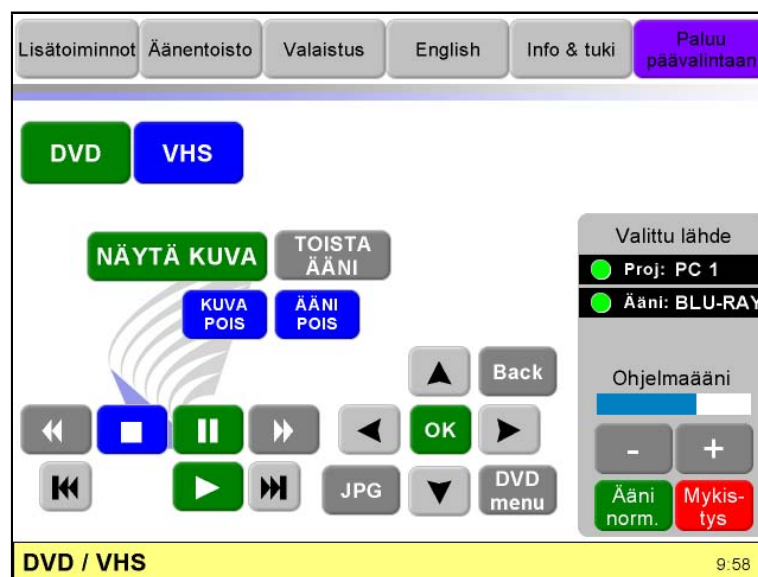 Lisätoiminnot
Äänentoisto
Valaistus
English
Info & tuki
Paluu
päävalintaan
DVD
VHS
NÄYTÄ KUVA
TOISTA
ÄÄNI
KUVA
POIS
ÄÄNI
POIS
Back
OK
JPG
DVD
menu
Valittu lähde
Proj: PC 1
Ääni: BLU-RAY
Ohjelmaääni
- +
Ääni
norm.
Mykis-
tys
DVD / VHS
9:58